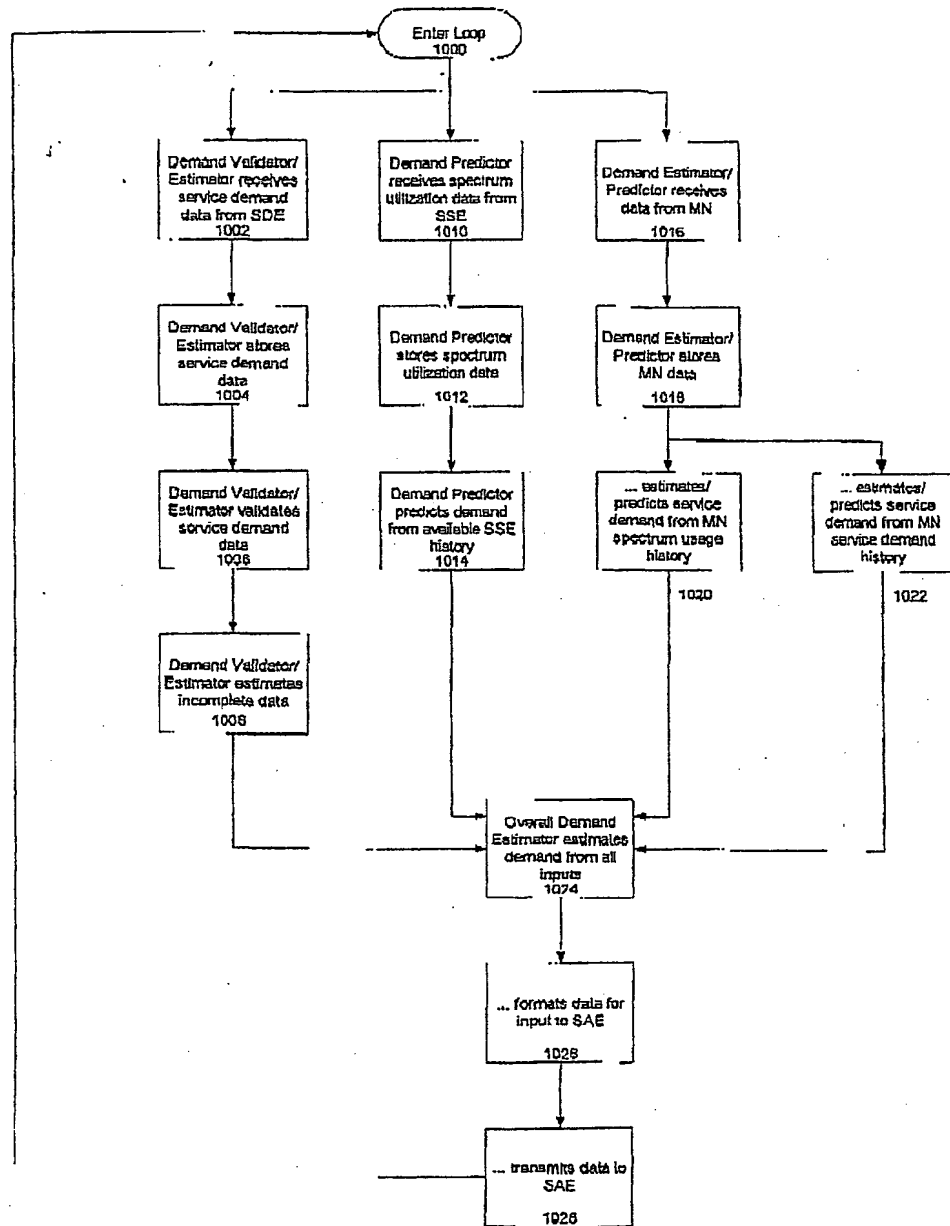 Enter Loop
1000
Demand Validator/
Estimator receives
service demand
data from SDE
1002
Demand Predictor
receives spectrum
utilization data from
SSE
1010
Demand Estimator/
Predictor receives
data from MN
1016
Demand Validator/
Estimator stores
service demand
data
1004
Demand Predictor
stores spectrum
utilization data
1012
Demand Estimator/
Predictor stores
MN data
1018
Demand Validator/
Estimator validates
service demand
data
1006
Demand Predictor
predicts demand
from available SSE
history
1014
... estimates/
predicts service
demand from MN
spectrum usage
history
1020
... estimates/
predicts service
demand from MN
service demand
history
1022
Demand Validator/
Estimator estimates
incomplete data
1008
Overall Demand
Estimator estimates
demand from all
inputs
1024
... formats data for
input to SAE
1028
... transmits data to
SAE
1026